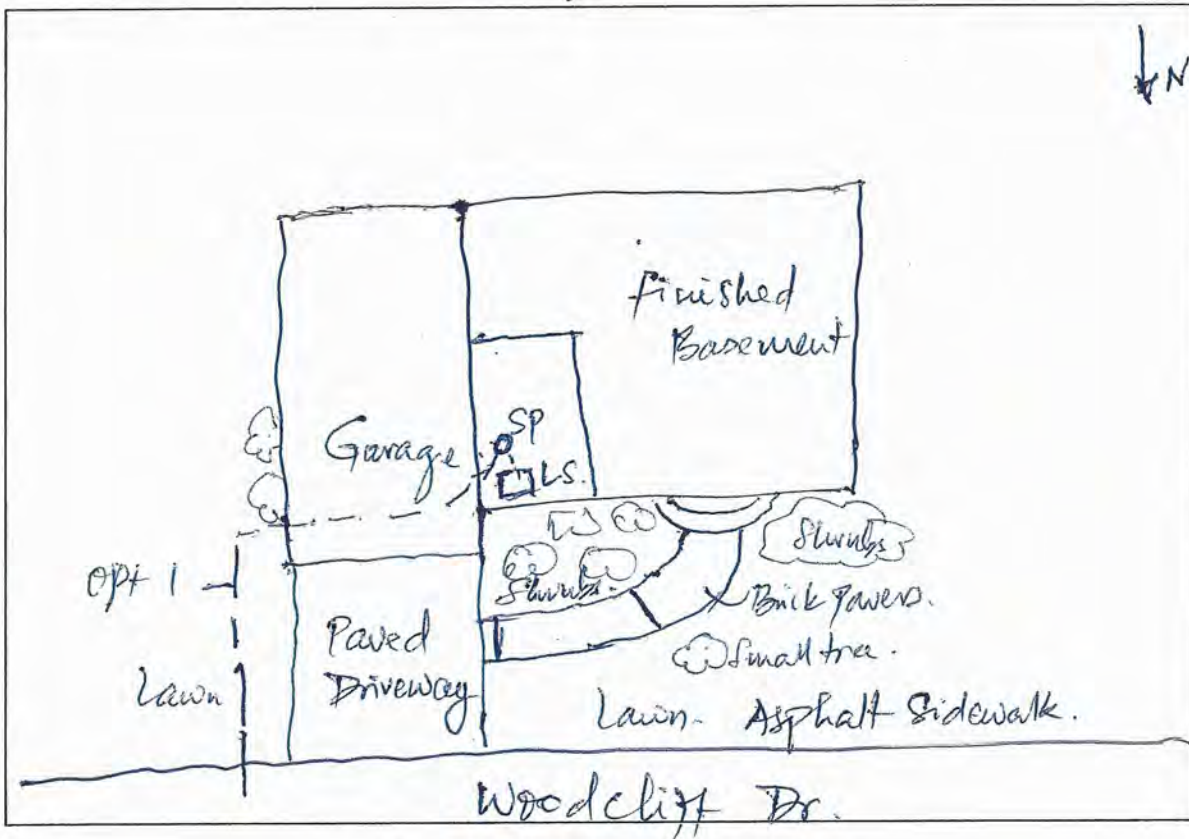 N
Finished
Basement
SP
Garage
LS.
Shrubs
Opt 1
Shrubs.
Brick Pavers.
Paved
Driveway
Small tree.
Lawn
Lawn. Asphalt Sidewalk.
Woodcliff Dr.